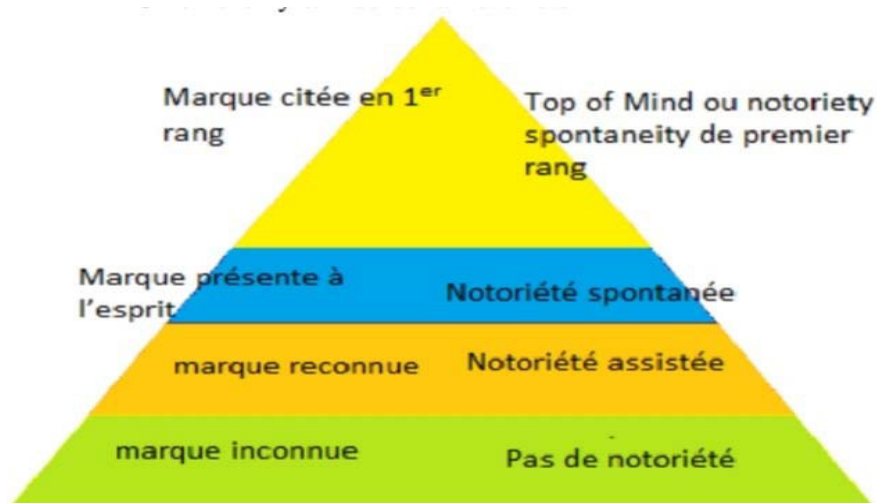 Marque citée en 1er
rang
Top of Mind ou notoriety
spontaneity de premier
rang
Marque présente à
l'esprit
Notoriété spontanée
marque reconnue
Notoriété assistée
marque inconnue
Pas de notoriété